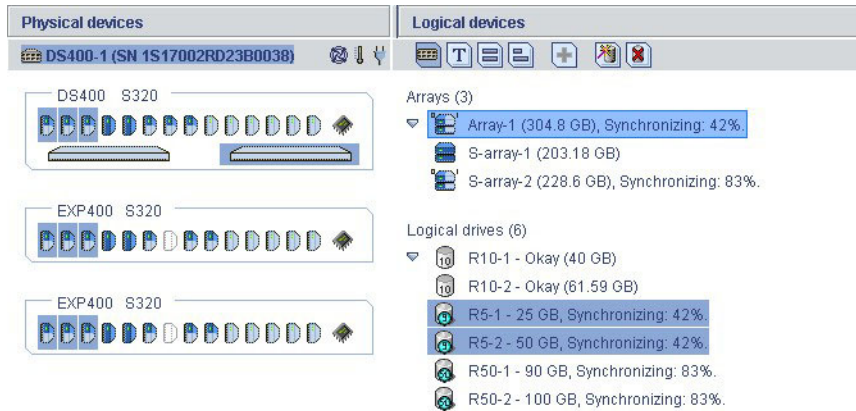 Physical devices
DS400-1 (SN 1S17002RD23B0038)
DS400 S320
EXP400 S320
EXP400 S320
Logical devices
T
Arrays (3)
Array-1 (304.8 GB), Synchronizing: 42%.
S-array-1 (203.18 GB)
S-array-2 (228.6 GB), Synchronizing: 83%.
Logical drives (6)
10 R10-1 - Okay (40 GB)
10 R10-2 - Okay (61.59 GB)
R5-1 - 25 GB, Synchronizing: 42%.
R5-2 - 50 GB, Synchronizing: 42%.
R50-1 - 90 GB, Synchronizing: 83%.
R50-2 - 100 GB, Synchronizing: 83%.